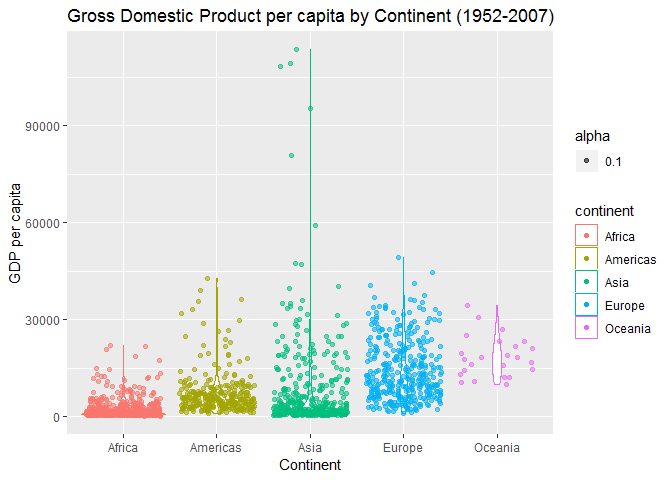 Gross Domestic Product per capita by Continent (1952-2007)
GDP per capita
90000
60000
30000
0
Africa
Americas
Asia
Europe
Oceania
Continent
alpha
0.1
continent
Africa
Americas
Asia
Europe
Oceania